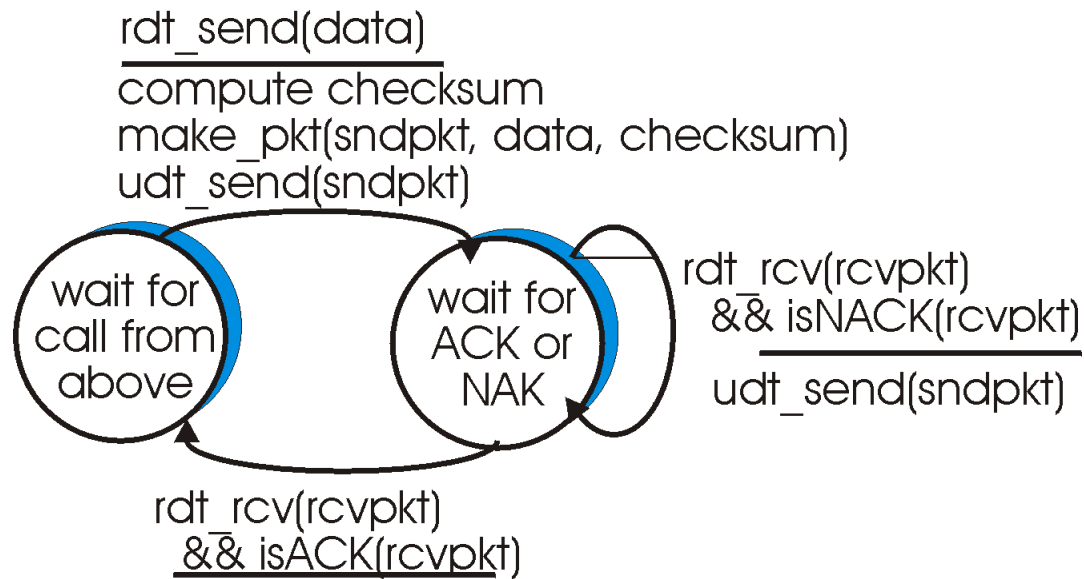 rdt_send(data)
compute checksum
make_pkt(sndpkt, data, checksum)
udt_send(sndpkt)
wait for
call from
above
wait for
ACK or
NAK
rdt_rcv(rcvpkt)
&& isNACK(rcvpkt)
udt_send(sndpkt)
rdt_rcv(rcvpkt)
&& isACK(rcvpkt)